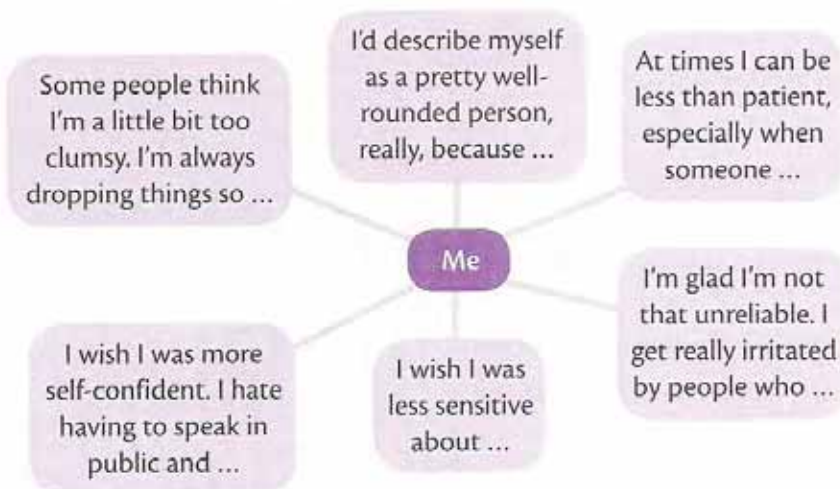 Some people think
I'm a little bit too
clumsy. I'm always
dropping things so ...
I'd describe myself
as a pretty well-
rounded person,
really, because ...
At times I can be
less than patient,
especially when
someone ...
Me
I wish I was more
self-confident. I hate
having to speak in
public and ...
I wish I was
less sensitive
about ...
I'm glad I'm not
that unreliable. I
get really irritated
by people who ...